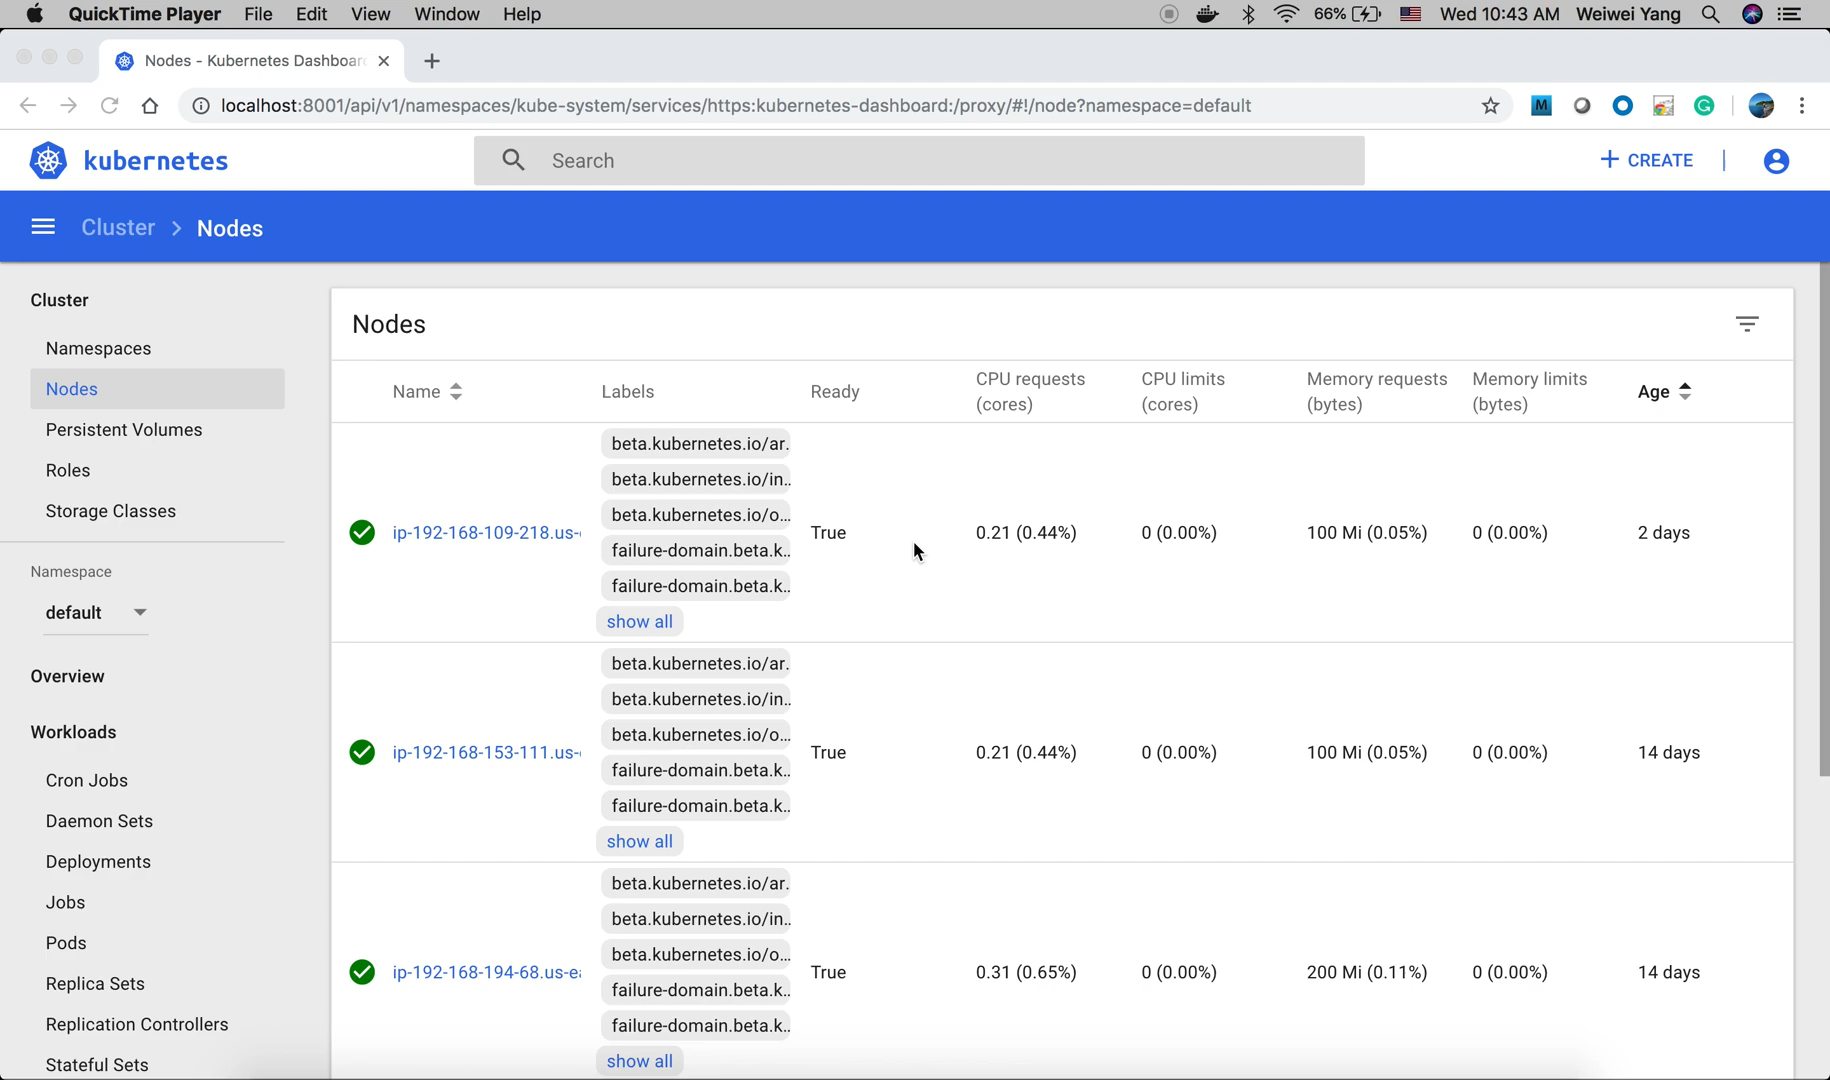 QuickTime Player File Edit View Window Help 66% Wed 10:43 AM Weiwei Yang
Nodes - Kubernetes Dashboar
localhost:8001/api/v1/namespaces/kube-system/services/https:kubernetes-dashboard:/proxy/#!/node?namespace=default M G
kubernetes Search + CREATE
Cluster > Nodes
Cluster
Namespaces
Nodes
Persistent Volumes
Roles
Storage Classes
Namespace
default
Overview
Workloads
Cron Jobs
Daemon Sets
Deployments
Jobs
Pods
Replica Sets
Replication Controllers
Stateful Sets
Nodes
Name Labels Ready CPU requests (cores) CPU limits (cores) Memory requests (bytes) Memory limits (bytes) Age
beta.kubernetes.io/ar.
beta.kubernetes.io/in..
beta.kubernetes.io/o...
ip-192-168-109-218.us- True 0.21 (0.44%) 0 (0.00%) 100 Mi (0.05%) 0 (0.00%) 2 days
failure-domain.beta.k..
failure-domain.beta.k..
show all
beta.kubernetes.io/ar.
beta.kubernetes.io/in..
beta.kubernetes.io/o...
ip-192-168-153-111.us- True 0.21 (0.44%) 0 (0.00%) 100 Mi (0.05%) 0 (0.00%) 14 days
failure-domain.beta.k..
failure-domain.beta.k..
show all
beta.kubernetes.io/ar.
beta.kubernetes.io/in..
beta.kubernetes.io/o...
ip-192-168-194-68.us-ea True 0.31 (0.65%) 0 (0.00%) 200 Mi (0.11%) 0 (0.00%) 14 days
failure-domain.beta.k..
failure-domain.beta.k..
show all